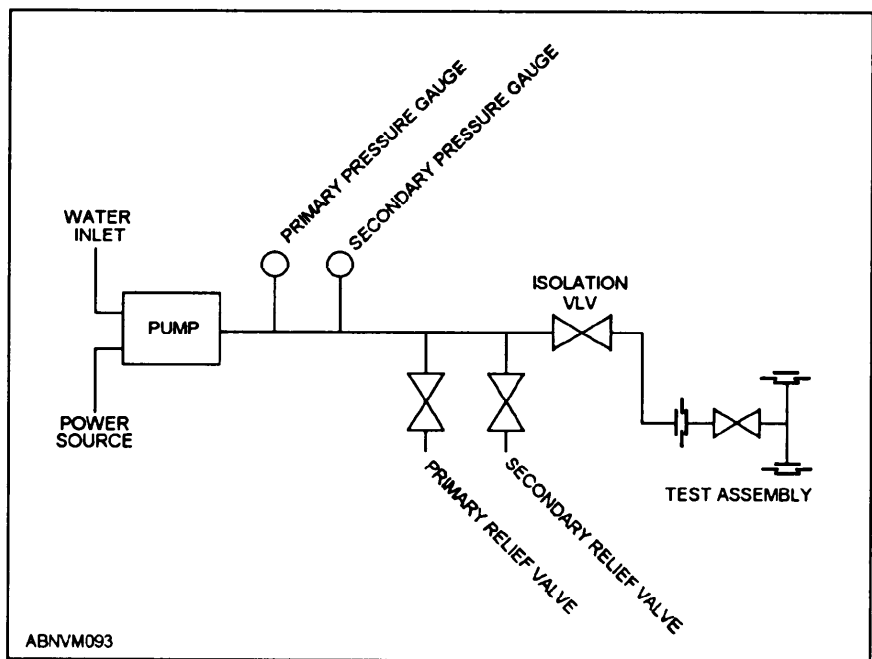 PRIMARY PRESSURE GAUGE
SECONDARY PRESSURE GAUGE
WATER
INLET
ISOLATION
VLV
PUMP
POWER
SOURCE
PRIMARY RELIEF VALVE
SECONDARY RELIEF VALVE
TEST ASSEMBLY
ABNVM093